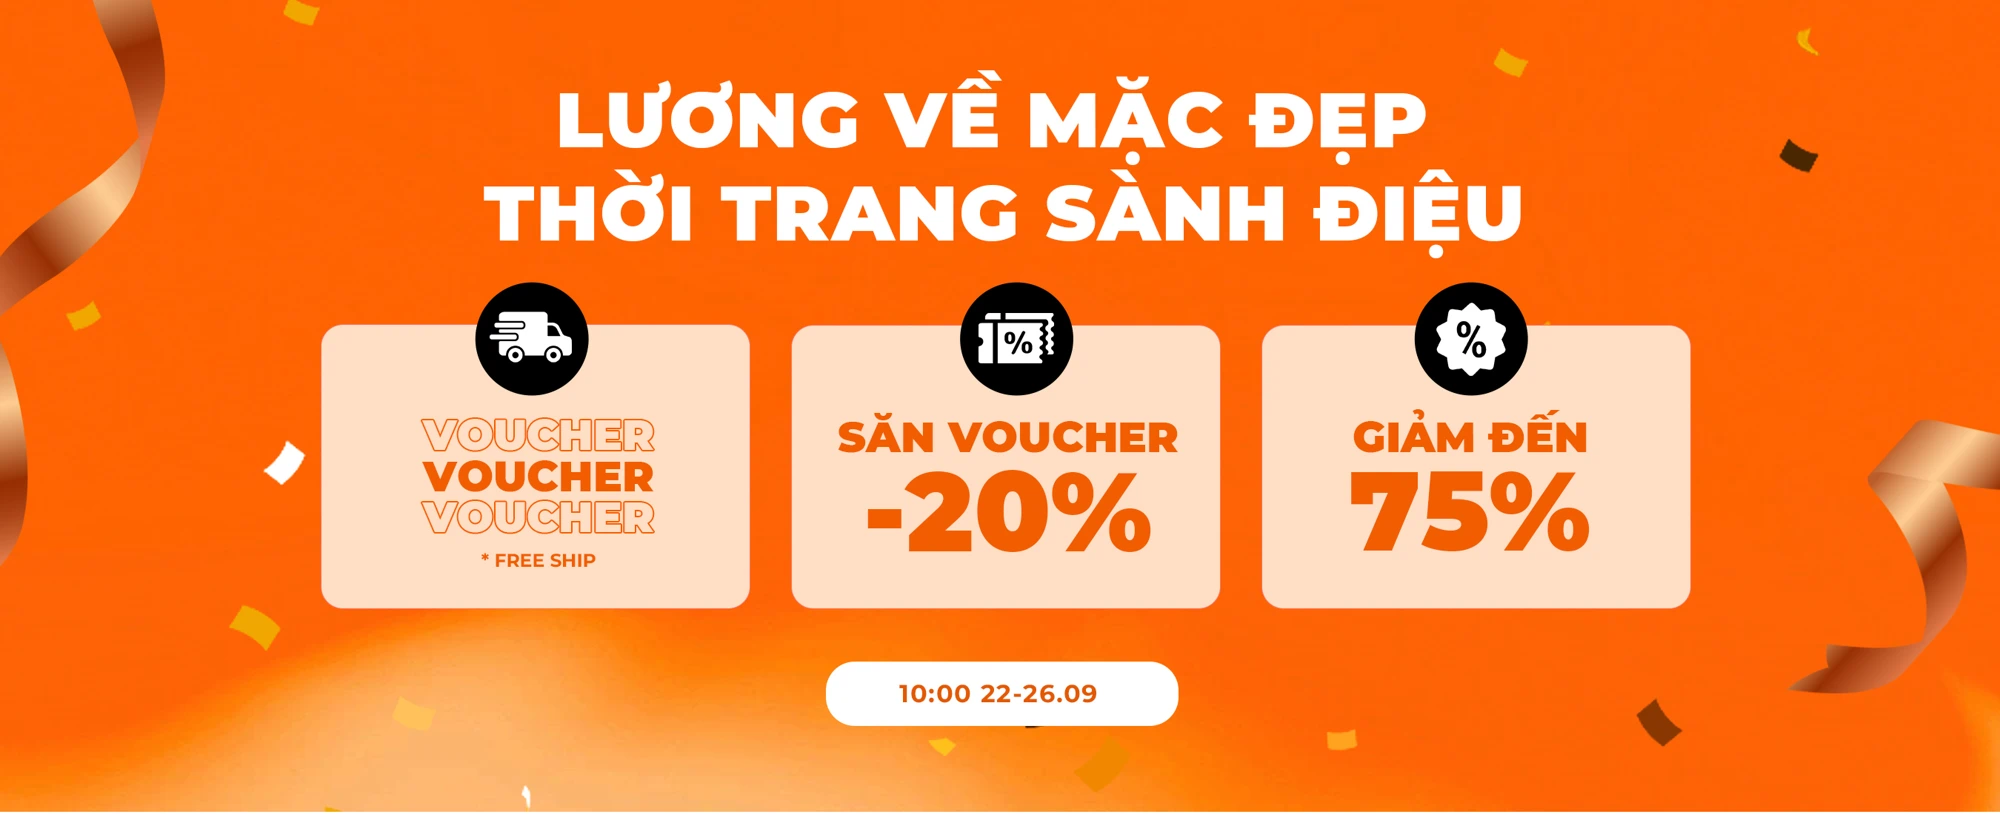 LƯƠNG VỀ MẶC ĐẸP
THỜI TRANG SÀNH ĐIỆU
VOUCHER
VOUCHER
VOUCHER
* FREE SHIP
%
SĂN VOUCHER
-20%
%
GIẢM ĐẾN
75%
10:00 22-26.09